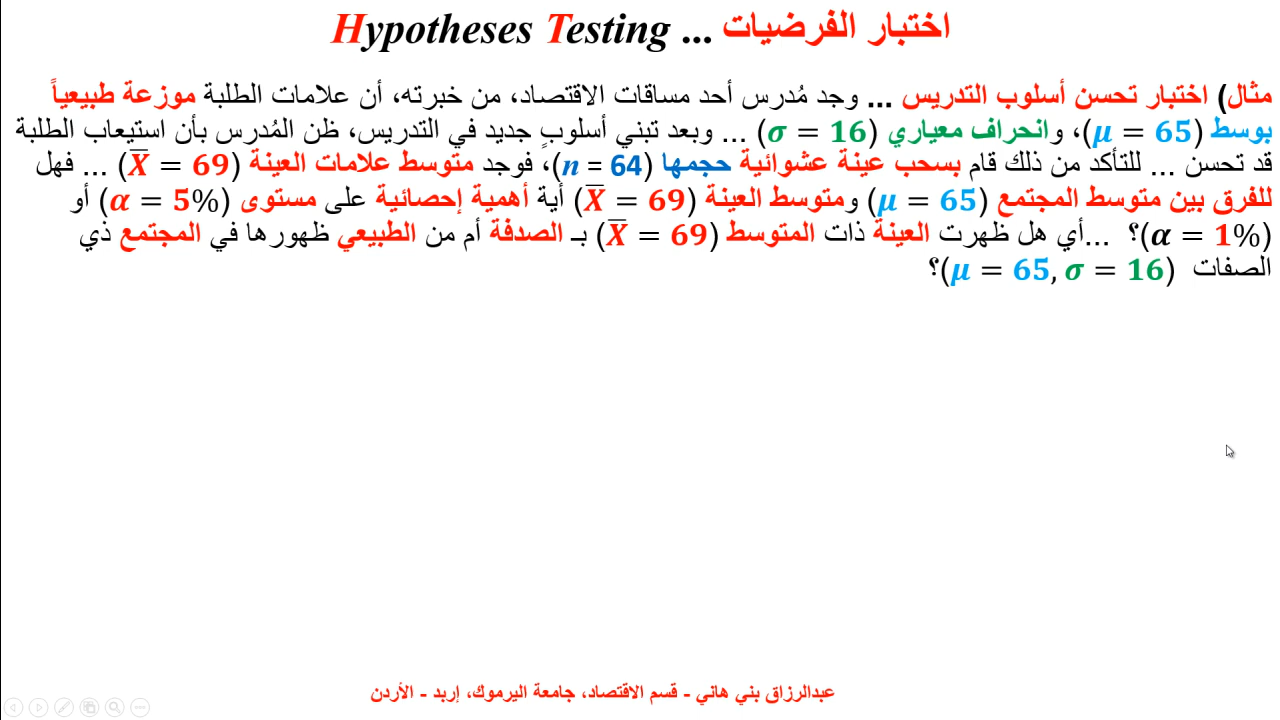 اختبار الفرضيات ... Hypotheses Testing
مثال) اختبار تحسن أسلوب التدريس ... وجد مُدرس أحد مساقات الاقتصاد، من خبرته، أن علامات الطلبة موزعة طبيعياً
بوسط (μ = 65)، وانحراف معياري (σ = 16) ... وبعد تبني أسلوبٍ جديد في التدريس، ظن المُدرس بأن استيعاب الطلبة
قد تحسن ... للتأكد من ذلك قام بسحب عينة عشوائية حجمها (n = 64)، فوجد متوسط علامات العينة (X̅ = 69) ... فهل
للفرق بين متوسط المجتمع (μ = 65) ومتوسط العينة (X̅ = 69) أية أهمية إحصائية على مستوى (α = 5%) أو
(α = 1%)؟ ...أي هل ظهرت العينة ذات المتوسط (X̅ = 69) بـ الصدفة أم من الطبيعي ظهورها في المجتمع ذي
الصفات (μ = 65, σ = 16)؟
عبدالرزاق بني هاني - قسم الاقتصاد، جامعة اليرموك، إربد - الأردن